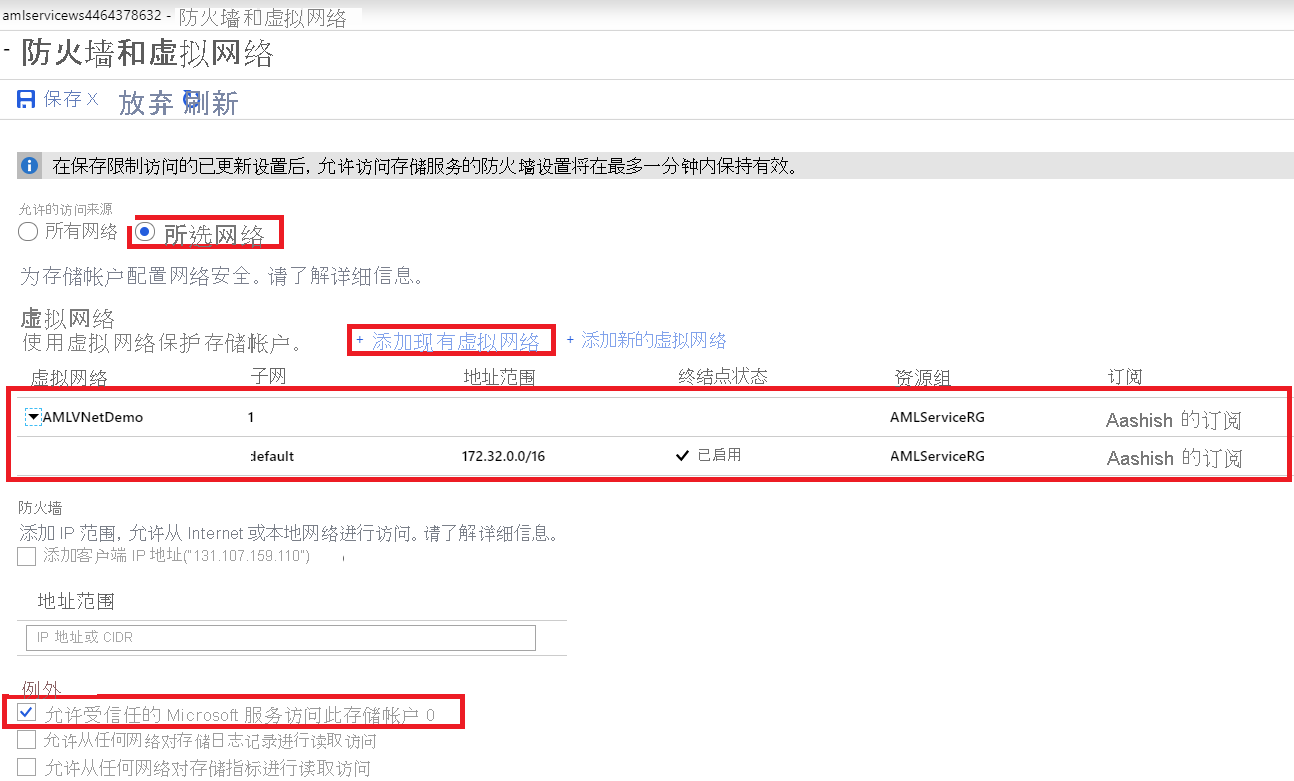 amlservicews4464378632 - 防火墙和虚拟网络
- 防火墙和虚拟网络
保存 X 放弃 刷新
在保存限制访问的已更新设置后, 允许访问存储服务的防火墙设置将在最多一分钟内保持有效。
允许的访问来源
所有网络 所选网络
为存储帐户配置网络安全。请了解详细信息。
虚拟网络
使用虚拟网络保护存储帐户。 + 添加现有虚拟网络 + 添加新的虚拟网络
虚拟网络 子网 地址范围 终结点状态 资源组 订阅
AMLVNetDemo 1 AMLServiceRG Aashish 的订阅
default 172.32.0.0/16 已启用 AMLServiceRG Aashish 的订阅
防火墙
添加 IP 范围, 允许从 Internet 或本地网络进行访问。请了解详细信息。
添加客户端 IP 地址("131.107.159.110")
地址范围
IP 地址或 CIDR
例外
允许受信任的 Microsoft 服务访问此存储帐户 0
允许从任何网络对存储日志记录进行读取访问
允许从任何网络对存储指标进行读取访问